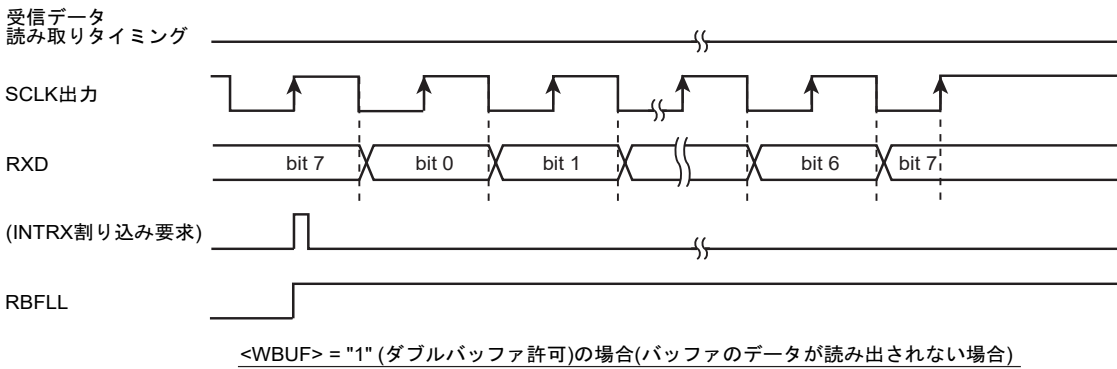 受信データ
読み取りタイミング
SCLK出力
RXD
bit 7 bit 0 bit 1 bit 6 bit 7
(INTRX割り込み要求)
RBFLL
<WBUF> = "1" (ダブルバッファ許可)の場合(バッファのデータが読み出されない場合)